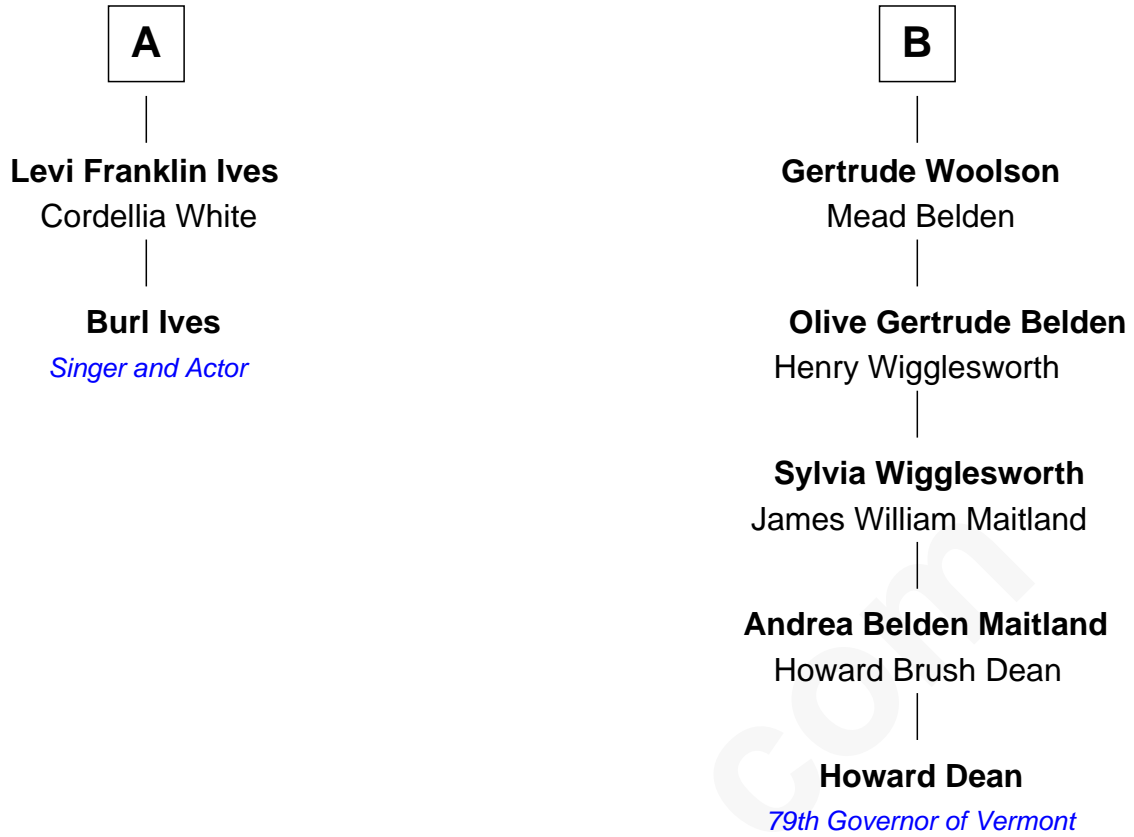 A
Levi Franklin Ives
Cordellia White
Burl Ives
Singer and Actor
B
Gertrude Woolson
Mead Belden
Olive Gertrude Belden
Henry Wigglesworth
Sylvia Wigglesworth
James William Maitland
Andrea Belden Maitland
Howard Brush Dean
Howard Dean
79th Governor of Vermont
com